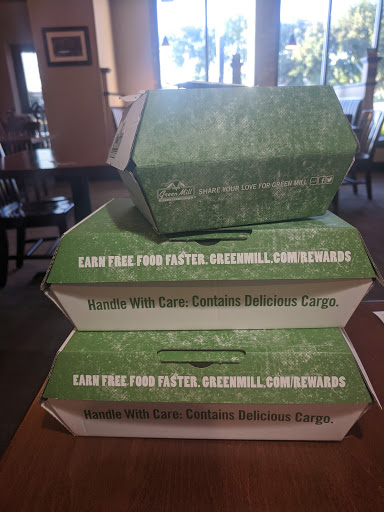 Green Mill
SHARE YOUR LOVE FOR GREEN MILL
EARN FREE FOOD FASTER. GREENMILL.COM/REWARDS
Handle With Care: Contains Delicious Cargo.
EARN FREE FOOD FASTER. GREENMILL.COM/REWARDS
Handle With Care: Contains Delicious Cargo.